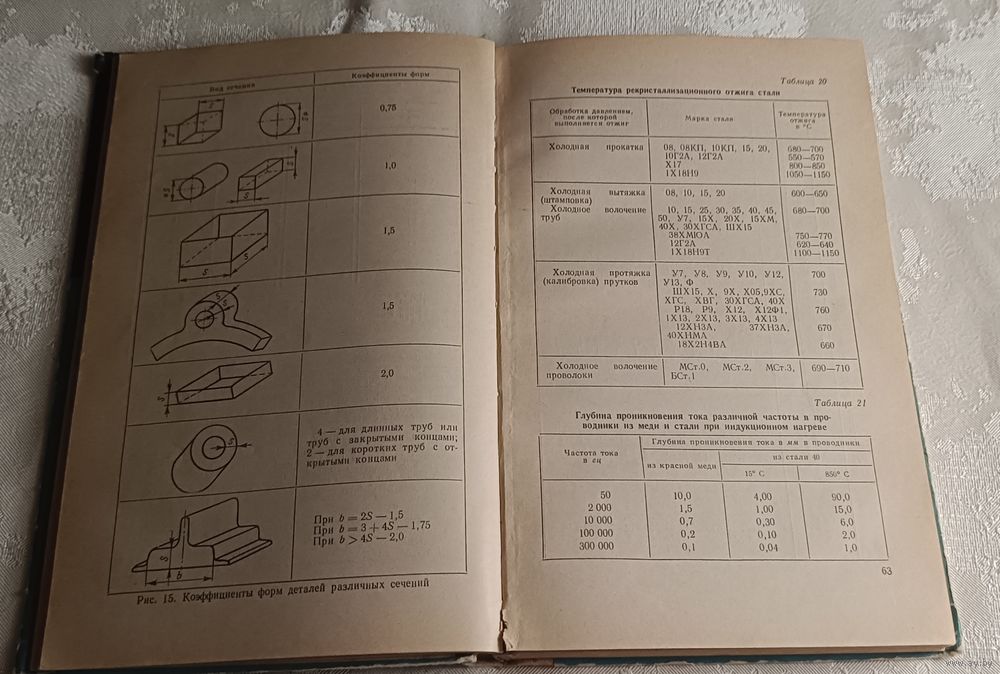 Вид сечения
Коэффициенты форм
0,75
1,0
S
1,5
S
S
1,5
S
S
2,0
S
4 — для длинных труб или
труб с закрытыми концами;
2 — для коротких труб с от-
крытыми концами
S
При b = 2S — 1,5
При b = 3 ÷ 4S — 1,75
При b > 4S — 2,0
S
b
Рис. 15. Коэффициенты форм деталей различных сечений
Таблица 20
Температура рекристаллизационного отжига стали
Обработка давлением,
после которой
выполняется отжиг
Марка стали
Температура
отжига
в °С
Холодная прокатка
08, 08КП, 10КП, 15, 20,
10Г2А, 12Г2А
Х17
1Х18Н9
680—700
550—570
800—850
1050—1150
Холодная вытяжка
(штамповка)
08, 10, 15, 20
600—650
Холодное волочение
труб
10, 15, 25, 30, 35, 40, 45,
50, У7, 15Х, 20Х, 15ХМ,
40Х, 30ХГСА, ШХ15
38ХМЮА
12Г2А
1Х18Н9Т
680—700
750—770
620—640
1100—1150
Холодная протяжка
(калибровка) прутков
У7, У8, У9, У10, У12,
У13, Ф
ШХ15, Х, 9Х, Х05,9ХС,
ХГС, ХВГ, 30ХГСА, 40Х
Р18, Р9, Х12, Х12Ф1,
1Х13, 2Х13, 3Х13, 4Х13
12ХН3А, 37ХН3А,
40ХНМА
18Х2Н4ВА
700
730
760
670
660
Холодное волочение
проволоки
МСт.0, МСт.2, МСт.3,
БСт.1
690—710
Таблица 21
Глубина проникновения тока различной частоты в про-
водники из меди и стали при индукционном нагреве
Частота тока
в гц
Глубина проникновения тока в мм в проводники
из красной меди
из стали 40
15° С
850° С
50 10,0 4,00 90,0
2 000 1,5 1,00 15,0
10 000 0,7 0,30 6,0
100 000 0,2 0,10 2,0
300 000 0,1 0,04 1,0
63
www.ay.by